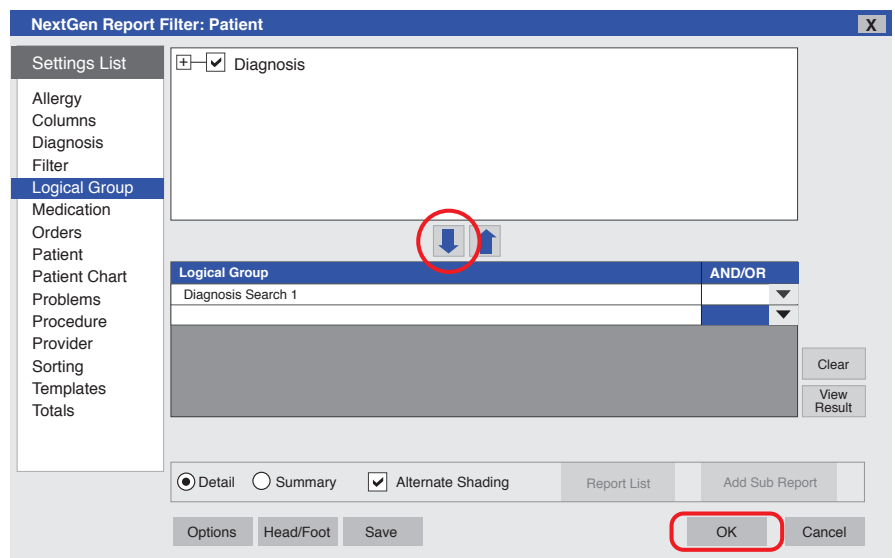 NextGen Report Filter: Patient
X
Settings List
Allergy
Columns
Diagnosis
Filter
Logical Group
Medication
Orders
Patient
Patient Chart
Problems
Procedure
Provider
Sorting
Templates
Totals
Diagnosis
Logical Group AND/OR
Diagnosis Search 1
Clear
View
Result
Detail Summary Alternate Shading Report List Add Sub Report
Options Head/Foot Save OK Cancel